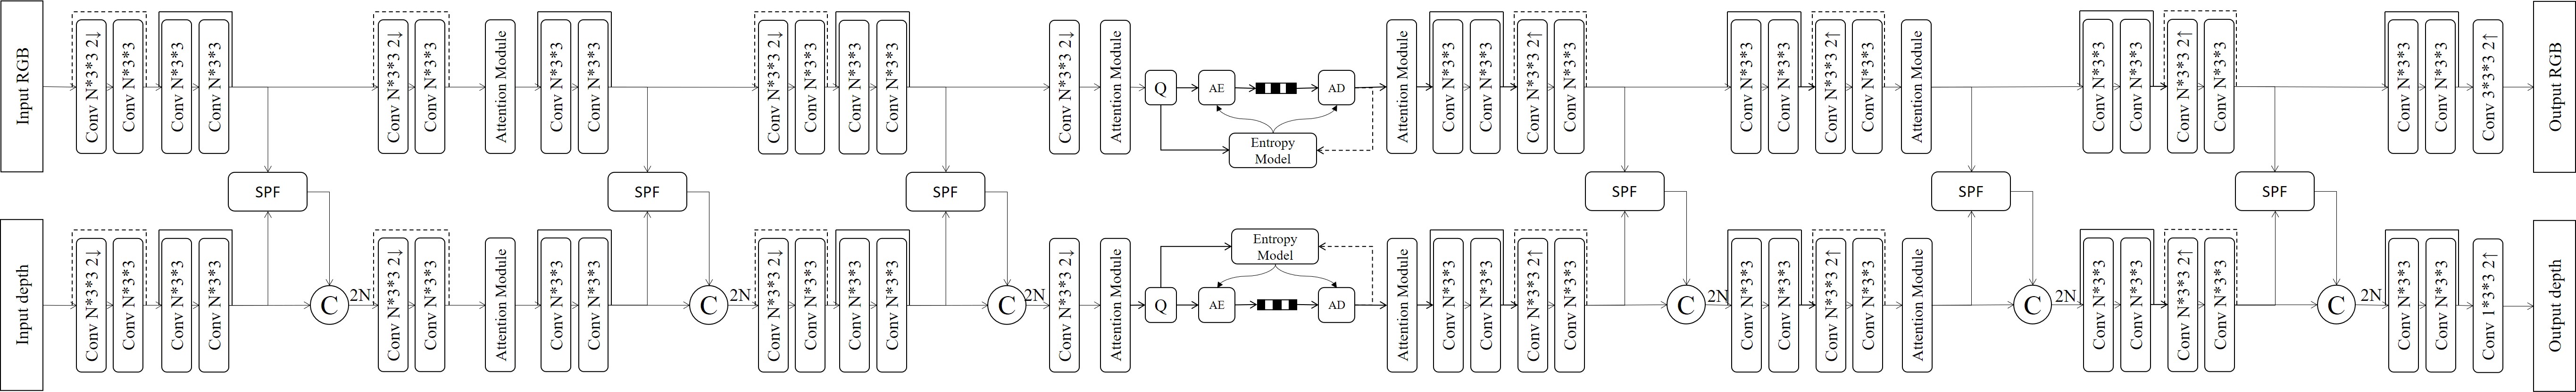 Input RGB
Conv N*3*3 2↓
Conv N*3*3
Conv N*3*3
Conv N*3*3
Conv N*3*3 2↓
Conv N*3*3
Attention Module
Conv N*3*3
Conv N*3*3
Conv N*3*3 2↓
Conv N*3*3
Conv N*3*3
Conv N*3*3
Conv N*3*3 2↓
Attention Module
Q
AE
AD
Entropy
Model
Attention Module
Conv N*3*3
Conv N*3*3
Conv N*3*3 2↑
Conv N*3*3
Conv N*3*3
Conv N*3*3
Conv N*3*3 2↑
Conv N*3*3
Attention Module
Conv N*3*3
Conv N*3*3
Conv N*3*3 2↑
Conv N*3*3
Conv N*3*3
Conv N*3*3
Conv 3*3*3 2↑
Output RGB
SPF
SPF
SPF
SPF
SPF
SPF
Input depth
Conv N*3*3 2↓
Conv N*3*3
Conv N*3*3
Conv N*3*3
C
2N
Conv N*3*3 2↓
Conv N*3*3
Attention Module
Conv N*3*3
Conv N*3*3
C
2N
Conv N*3*3 2↓
Conv N*3*3
Conv N*3*3
Conv N*3*3
C
2N
Conv N*3*3 2↓
Attention Module
Entropy
Model
Q
AE
AD
Attention Module
Conv N*3*3
Conv N*3*3
Conv N*3*3 2↑
Conv N*3*3
C
2N
Conv N*3*3
Conv N*3*3
Conv N*3*3 2↑
Conv N*3*3
Attention Module
C
2N
Conv N*3*3
Conv N*3*3
Conv N*3*3 2↑
Conv N*3*3
C
2N
Conv N*3*3
Conv N*3*3
Conv 1*3*3 2↑
Output depth